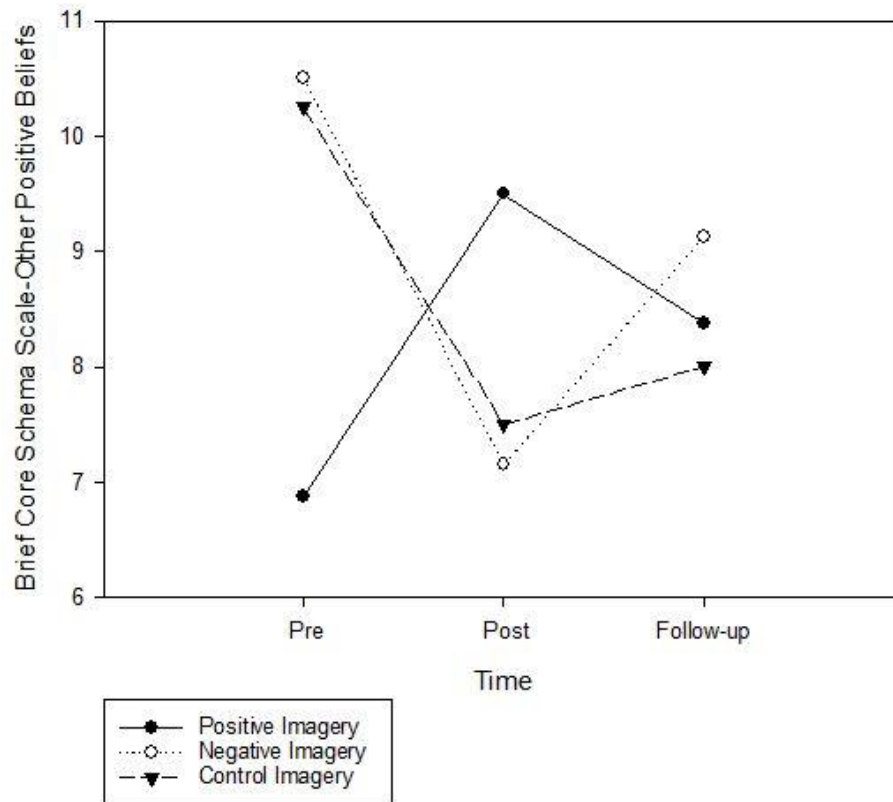 Brief Core Schema Scale-Other Positive Beliefs
11
10
9
8
7
6
Pre
Post
Follow-up
Time
Positive Imagery
Negative Imagery
Control Imagery